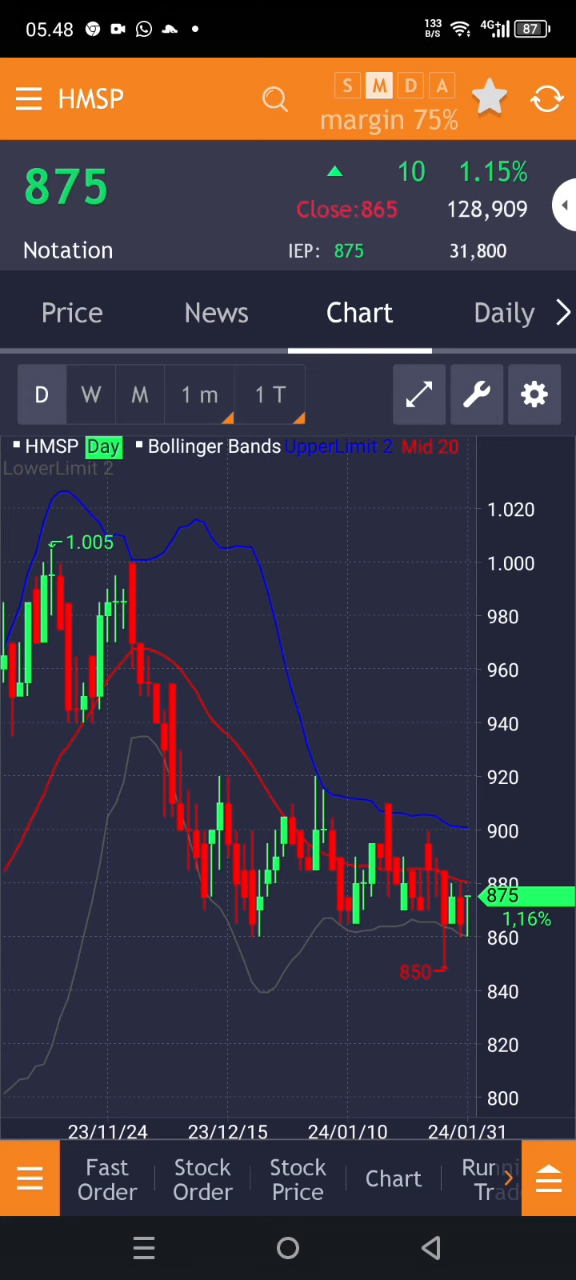 05.48
133 B/S 4G+ 87
HMSP
S M D A
margin 75%
875
10 1.15%
Close:865 128,909
Notation IEP: 875 31,800
Price News Chart Daily
D W M 1 m 1 T
HMSP Day Bollinger Bands UpperLimit 2 Mid 20
LowerLimit 2
1.020
1.005
1.000
980
960
940
920
900
880
875
1,16%
860
850
840
820
800
23/11/24 23/12/15 24/01/10 24/01/31
Fast Order
Stock Order
Stock Price
Chart